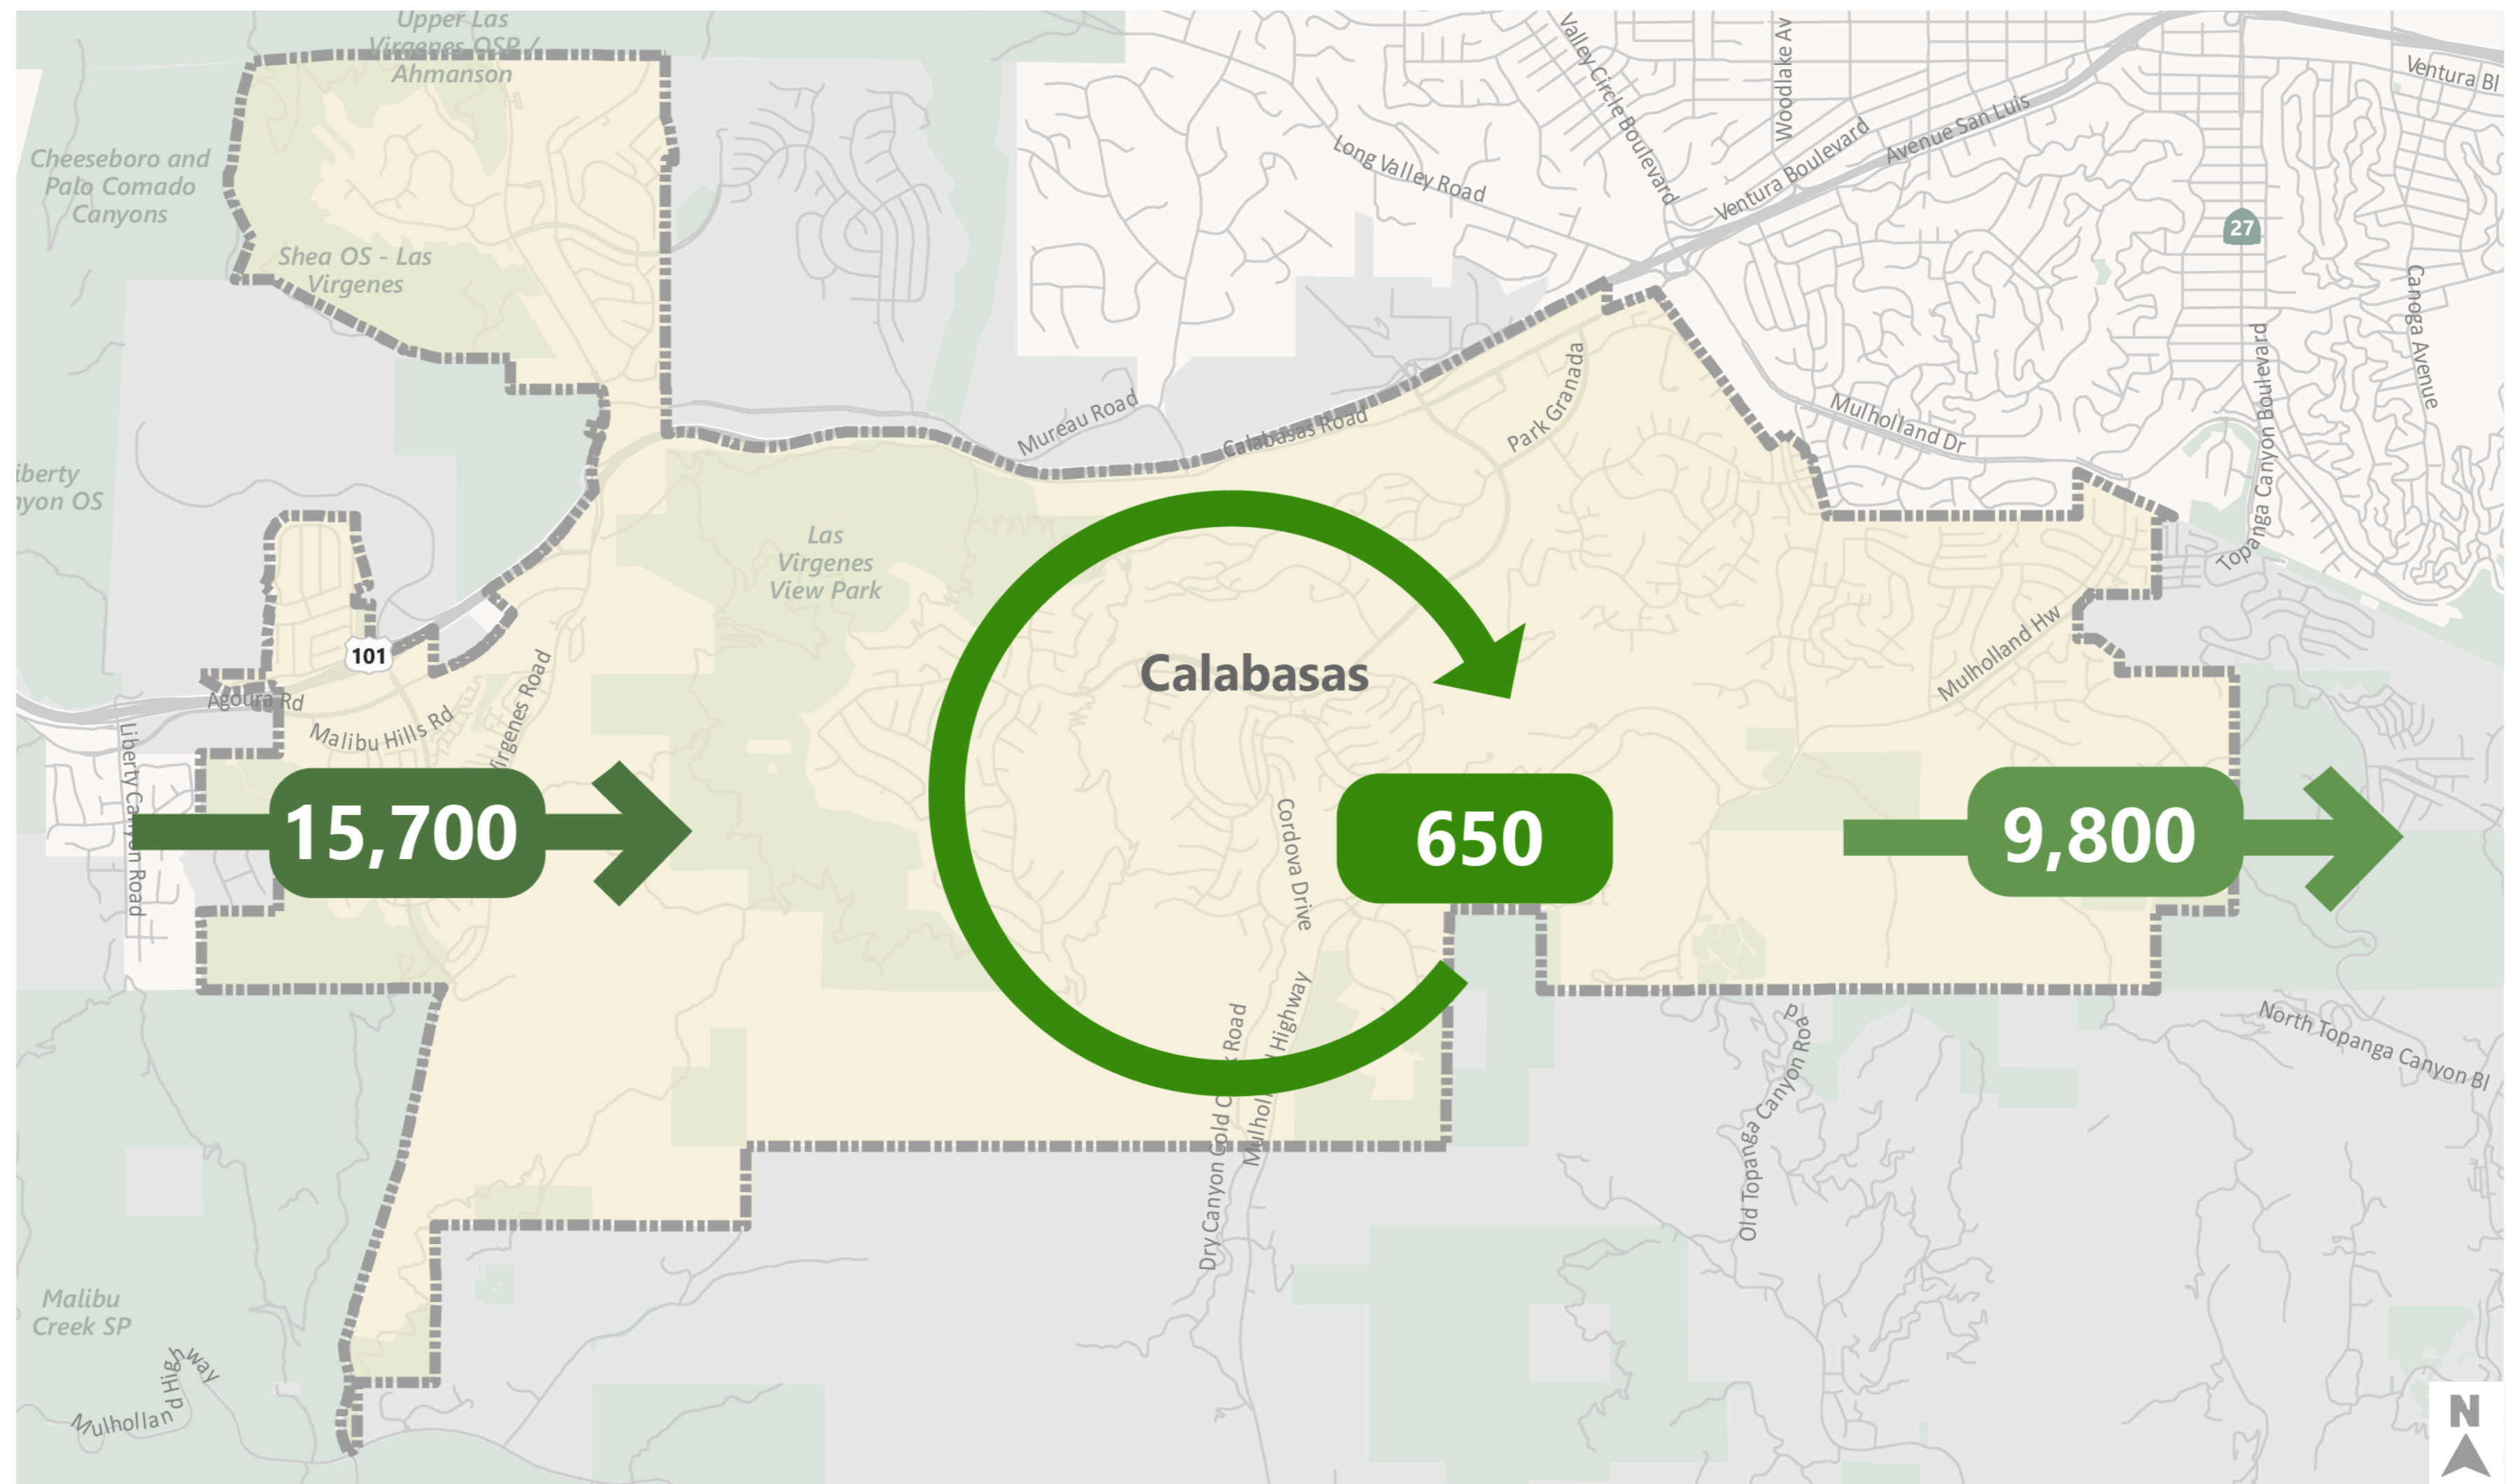 Upper Las
Virgenes OSP /
Ahmanson
Cheeseboro and
Palo Comado
Canyons
Shea OS - Las
Virgenes
Valley Circle Boulevard
Woodlake Av
Ventura Bl
Long Valley Road
Ventura Boulevard
Avenue San Luis
27
Canoga Avenue
Topanga Canyon Boulevard
Mureau Road
Calabasas Road
Park Granada
Mulholland Dr
iberty
nyon OS
Las
Virgenes
View Park
101
Agoura Rd
Malibu Hills Rd
Virgenes Road
Calabasas
Mulholland Hw
Liberty Canyon Road
15,700
650
9,800
Cordova Drive
Dry Canyon Cold C k Road
Mulhol d Highway
Old Topanga Canyon Road
North Topanga Canyon Bl
Malibu
Creek SP
Mulholland Highway
N